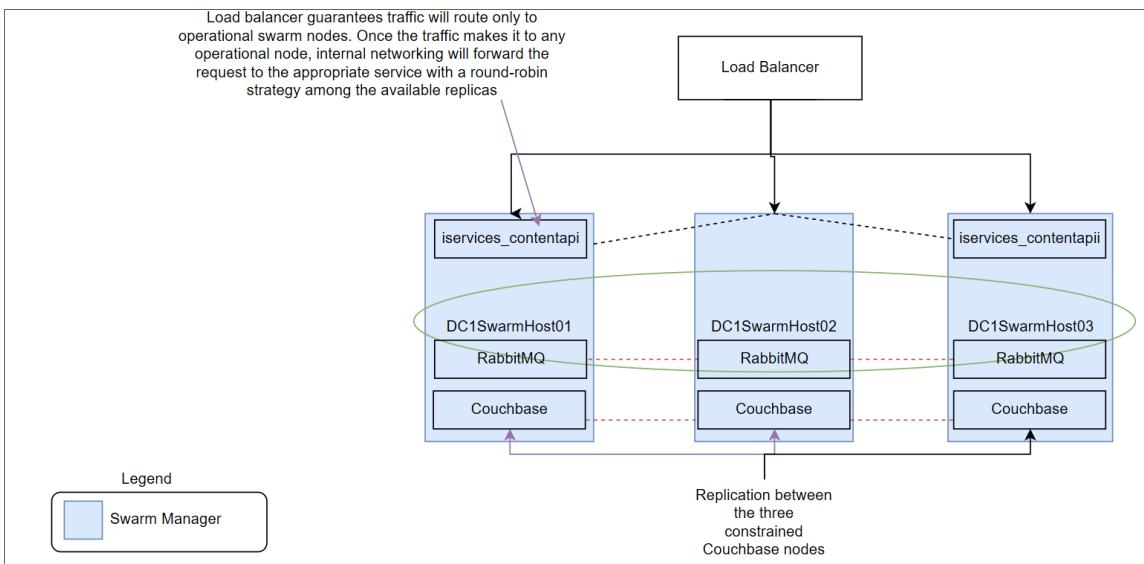 Load balancer guarantees traffic will route only to
operational swarm nodes. Once the traffic makes it to any
operational node, internal networking will forward the
request to the appropriate service with a round-robin
strategy among the available replicas
Load Balancer
iservices_contentapi
iservices_contentapii
DC1SwarmHost01
DC1SwarmHost02
DC1SwarmHost03
RabbitMQ
RabbitMQ
RabbitMQ
Couchbase
Couchbase
Couchbase
Legend
Swarm Manager
Replication between
the three
constrained
Couchbase nodes